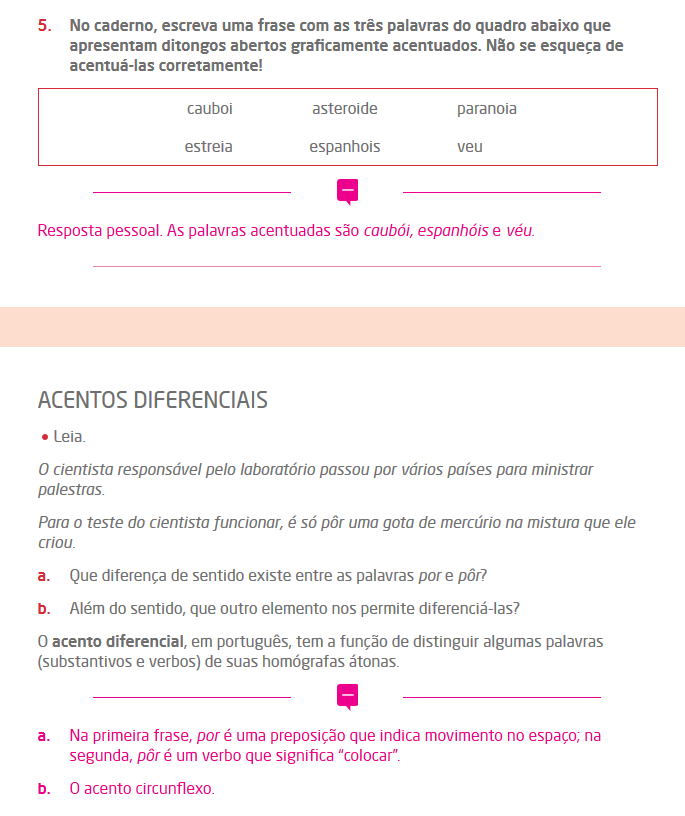 5. No caderno, escreva uma frase com as três palavras do quadro abaixo que
apresentam ditongos abertos graficamente acentuados. Não se esqueça de
acentuá-las corretamente!
cauboi asteroide paranoia
estreia espanhois veu
Resposta pessoal. As palavras acentuadas são caubói, espanhóis e véu.
ACENTOS DIFERENCIAIS
• Leia.
O cientista responsável pelo laboratório passou por vários países para ministrar
palestras.
Para o teste do cientista funcionar, é só pôr uma gota de mercúrio na mistura que ele
criou.
a. Que diferença de sentido existe entre as palavras por e pôr?
b. Além do sentido, que outro elemento nos permite diferenciá-las?
O acento diferencial, em português, tem a função de distinguir algumas palavras
(substantivos e verbos) de suas homógrafas átonas.
a. Na primeira frase, por é uma preposição que indica movimento no espaço; na
segunda, pôr é um verbo que significa “colocar”.
b. O acento circunflexo.